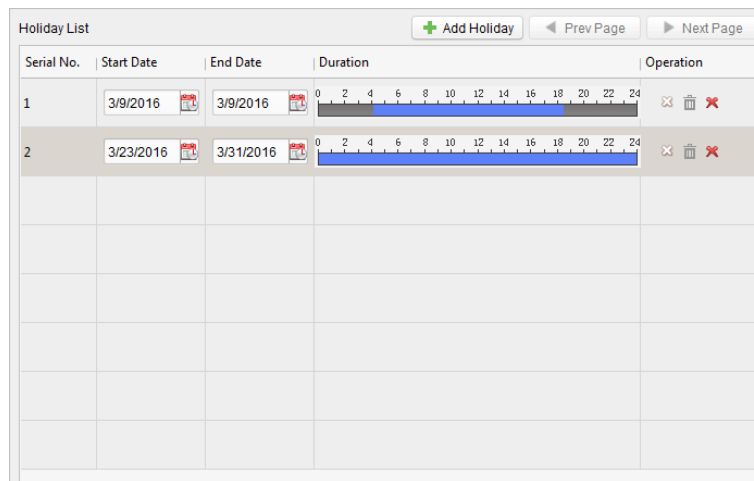 Holiday List Add Holiday Prev Page Next Page
Serial No. Start Date End Date Duration Operation
0 2 4 6 8 10 12 14 16 18 20 22 24
1 3/9/2016 3/9/2016
0 2 4 6 8 10 12 14 16 18 20 22 24
2 3/23/2016 3/31/2016